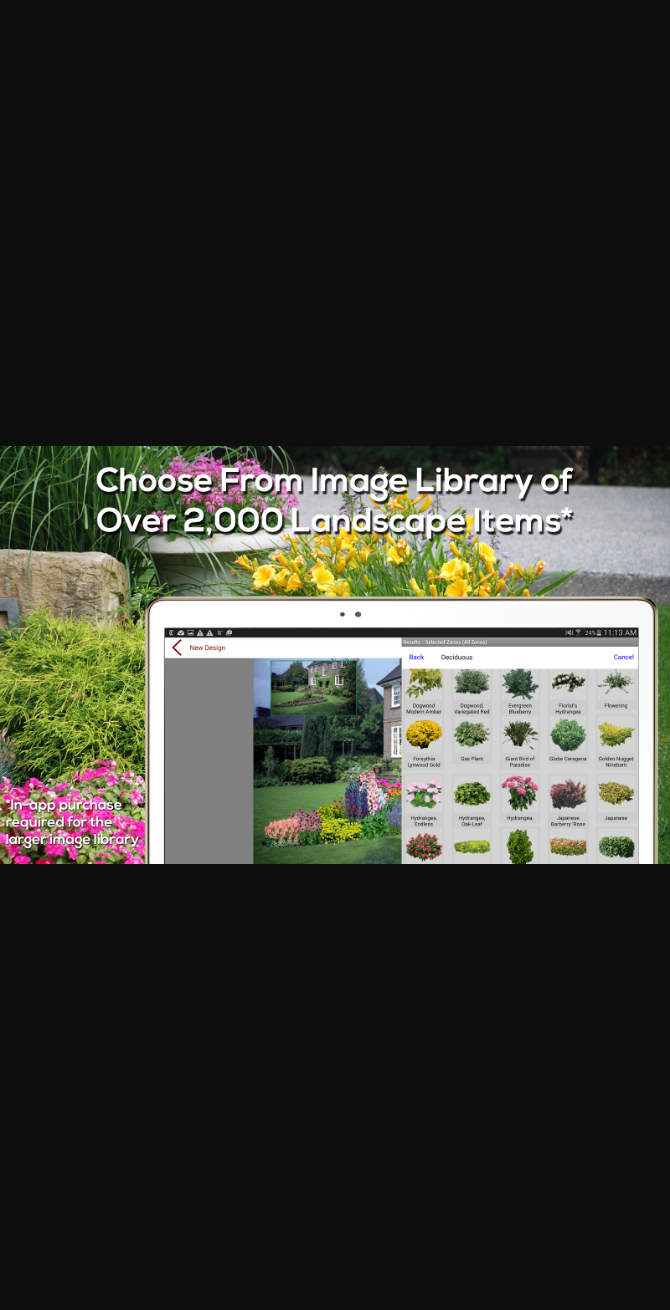 Choose From Image Library of
Over 2,000 Landscape Items*
24%
11:13 AM
New Design
Results - Selected Zones (All Zones)
Back
Deciduous
Cancel
Dogwood
Modern Amber
Dogwood,
Variegated Red
Evergreen
Blueberry
Florist's
Hydrangea
Flowering
Forsythia
Lynwood Gold
Gas Plant
Giant Bird of
Paradise
Globe Caragana
Golden Nugget
Ninebark
Hydrangea,
Endless
Hydrangea,
Oak-Leaf
Hydrangea,
Japanese
Barberry 'Rose
Japanese
*In-app purchase
required for the
larger image library